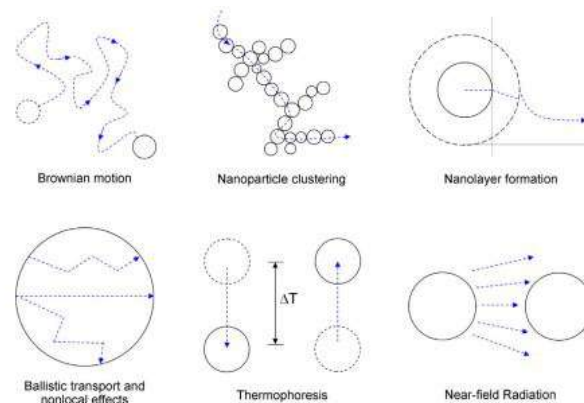 Brownian motion
Nanoparticle clustering
Nanolayer formation
ΔT
Ballistic transport and
nonlocal effects
Thermophoresis
Near-field Radiation